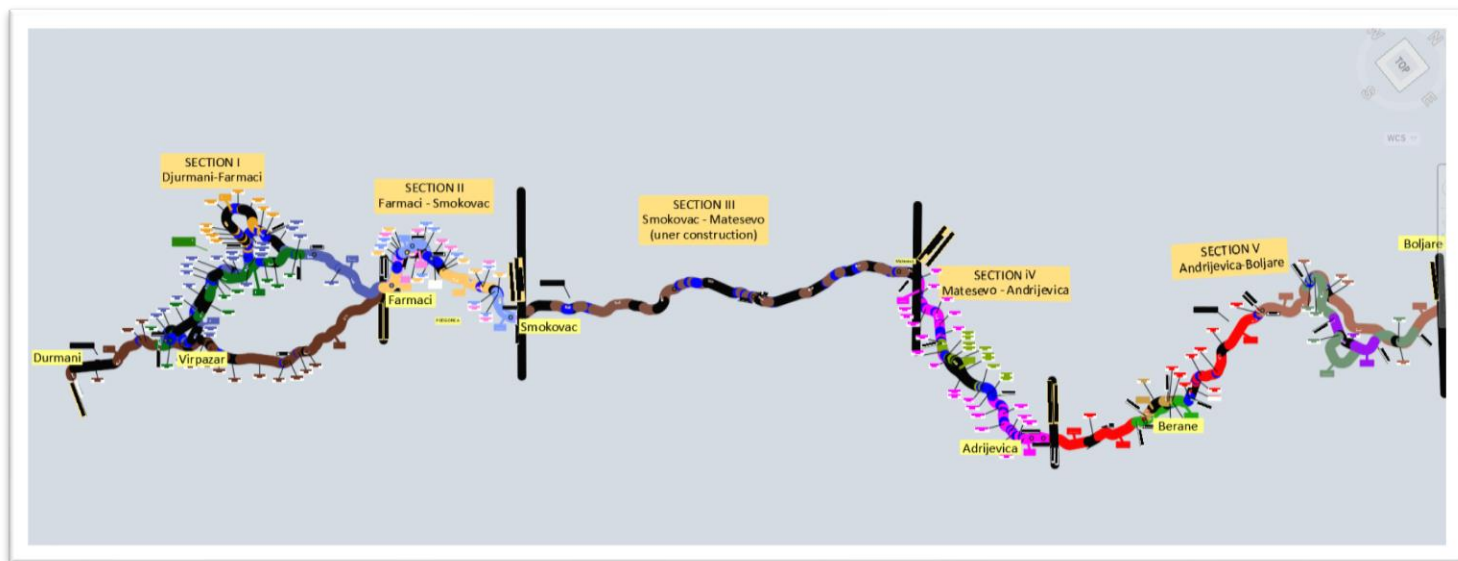 SECTION I
Djurmani-Farmaci
SECTION II
Farmaci - Smokovac
SECTION III
Smokovac - Matesevo
(uner construction)
SECTION iV
Matesevo - Andrijevica
SECTION V
Andrijevica-Boljare
Boljare
Durmani
Virpazar
Farmaci
Smokovac
Adrijevica
Berane
TOP
WCS